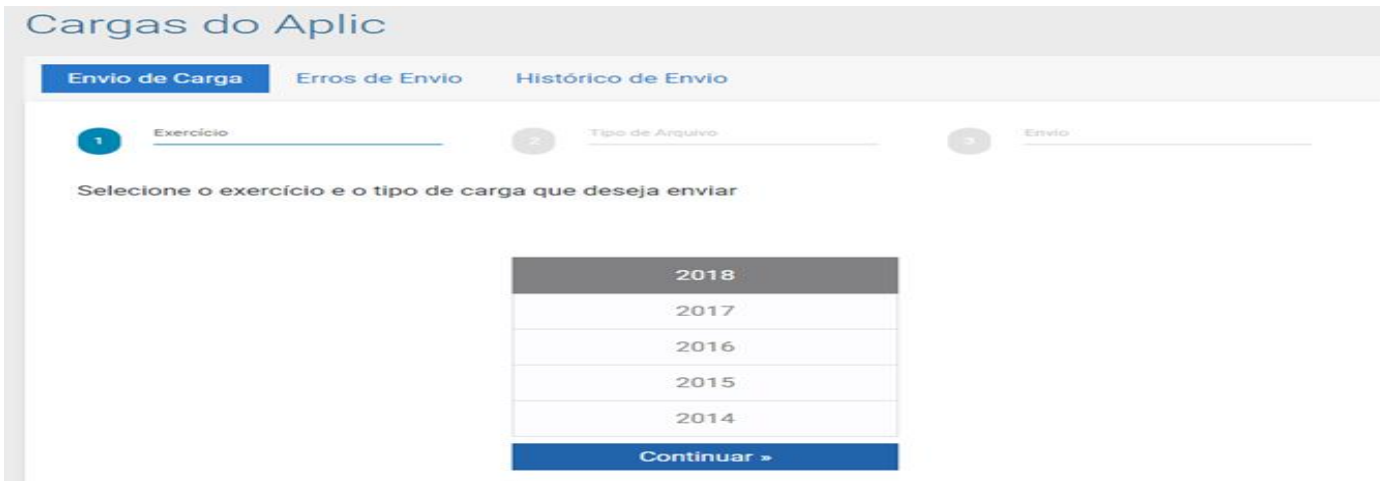 Cargas do Aplic
Envio de Carga Erros de Envio Histórico de Envio
1 Exercício 2 Tipo de Arquivo 3 Envio
Selecione o exercício e o tipo de carga que deseja enviar
2018
2017
2016
2015
2014
Continuar »